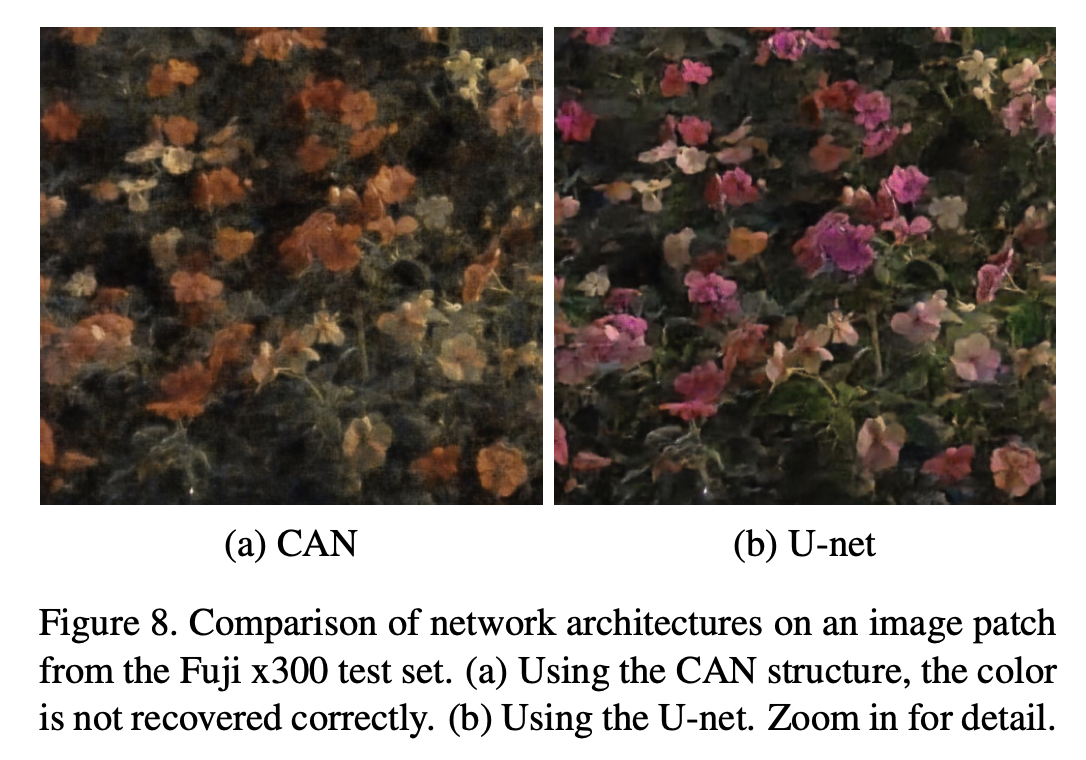 (a) CAN
(b) U-net
Figure 8. Comparison of network architectures on an image patch
from the Fuji x300 test set. (a) Using the CAN structure, the color
is not recovered correctly. (b) Using the U-net. Zoom in for detail.